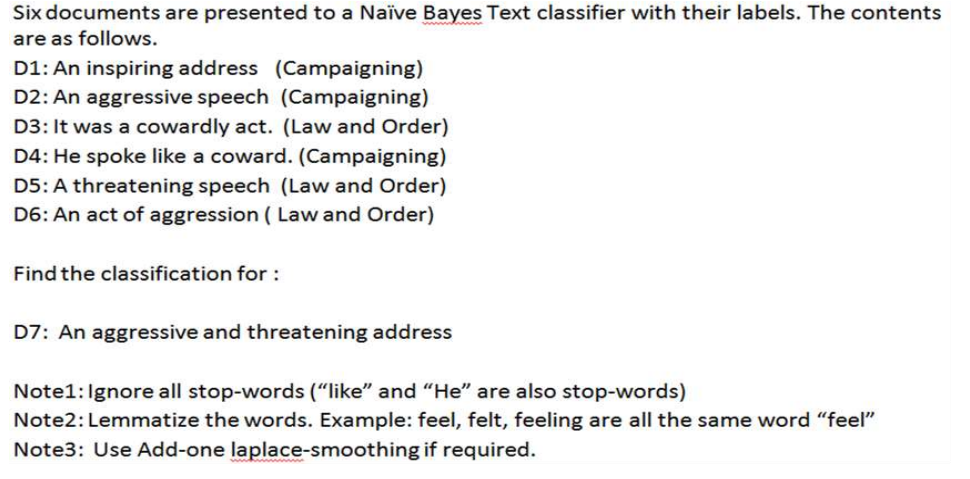 Six documents are presented to a Naïve Bayes Text classifier with their labels. The contents
are as follows.
D1: An inspiring address (Campaigning)
D2: An aggressive speech (Campaigning)
D3: It was a cowardly act. (Law and Order)
D4: He spoke like a coward. (Campaigning)
D5: A threatening speech (Law and Order)
D6: An act of aggression ( Law and Order)
Find the classification for :
D7: An aggressive and threatening address
Note1: Ignore all stop-words (“like” and “He” are also stop-words)
Note2: Lemmatize the words. Example: feel, felt, feeling are all the same word “feel”
Note3: Use Add-one laplace-smoothing if required.